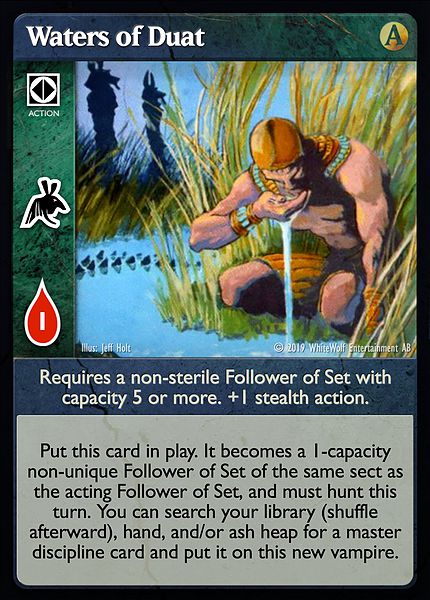 Waters of Duat
A
ACTION
1
Illus: Jeff Holt
© 2019 WhiteWolf Entertainment AB
Requires a non-sterile Follower of Set with
capacity 5 or more. +1 stealth action.
Put this card in play. It becomes a 1-capacity
non-unique Follower of Set of the same sect as
the acting Follower of Set, and must hunt this
turn. You can search your library (shuffle
afterward), hand, and/or ash heap for a master
discipline card and put it on this new vampire.